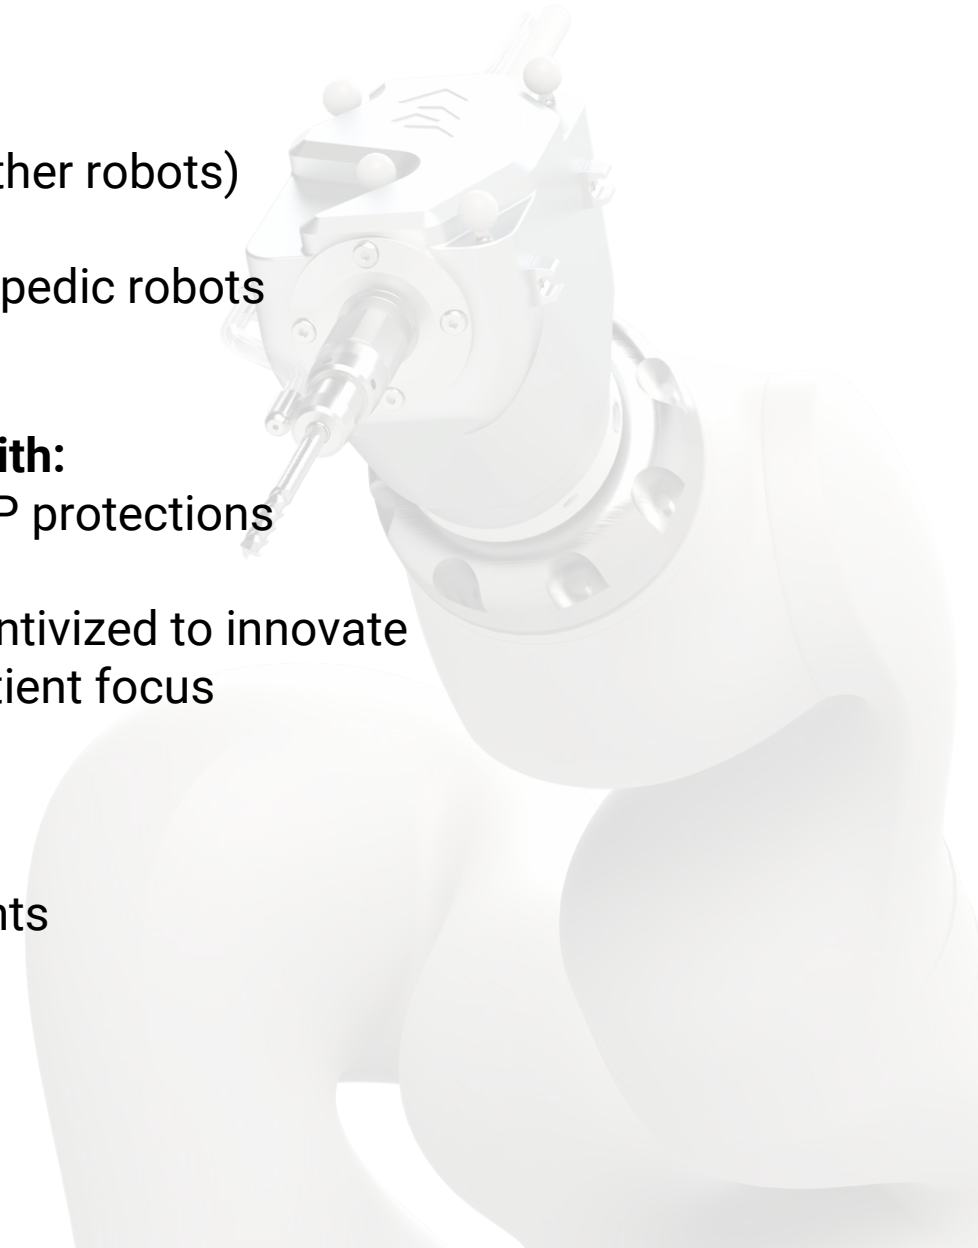 ther robots)
pedic robots
ith:
P protections
ntivized to innovate
tient focus
nts